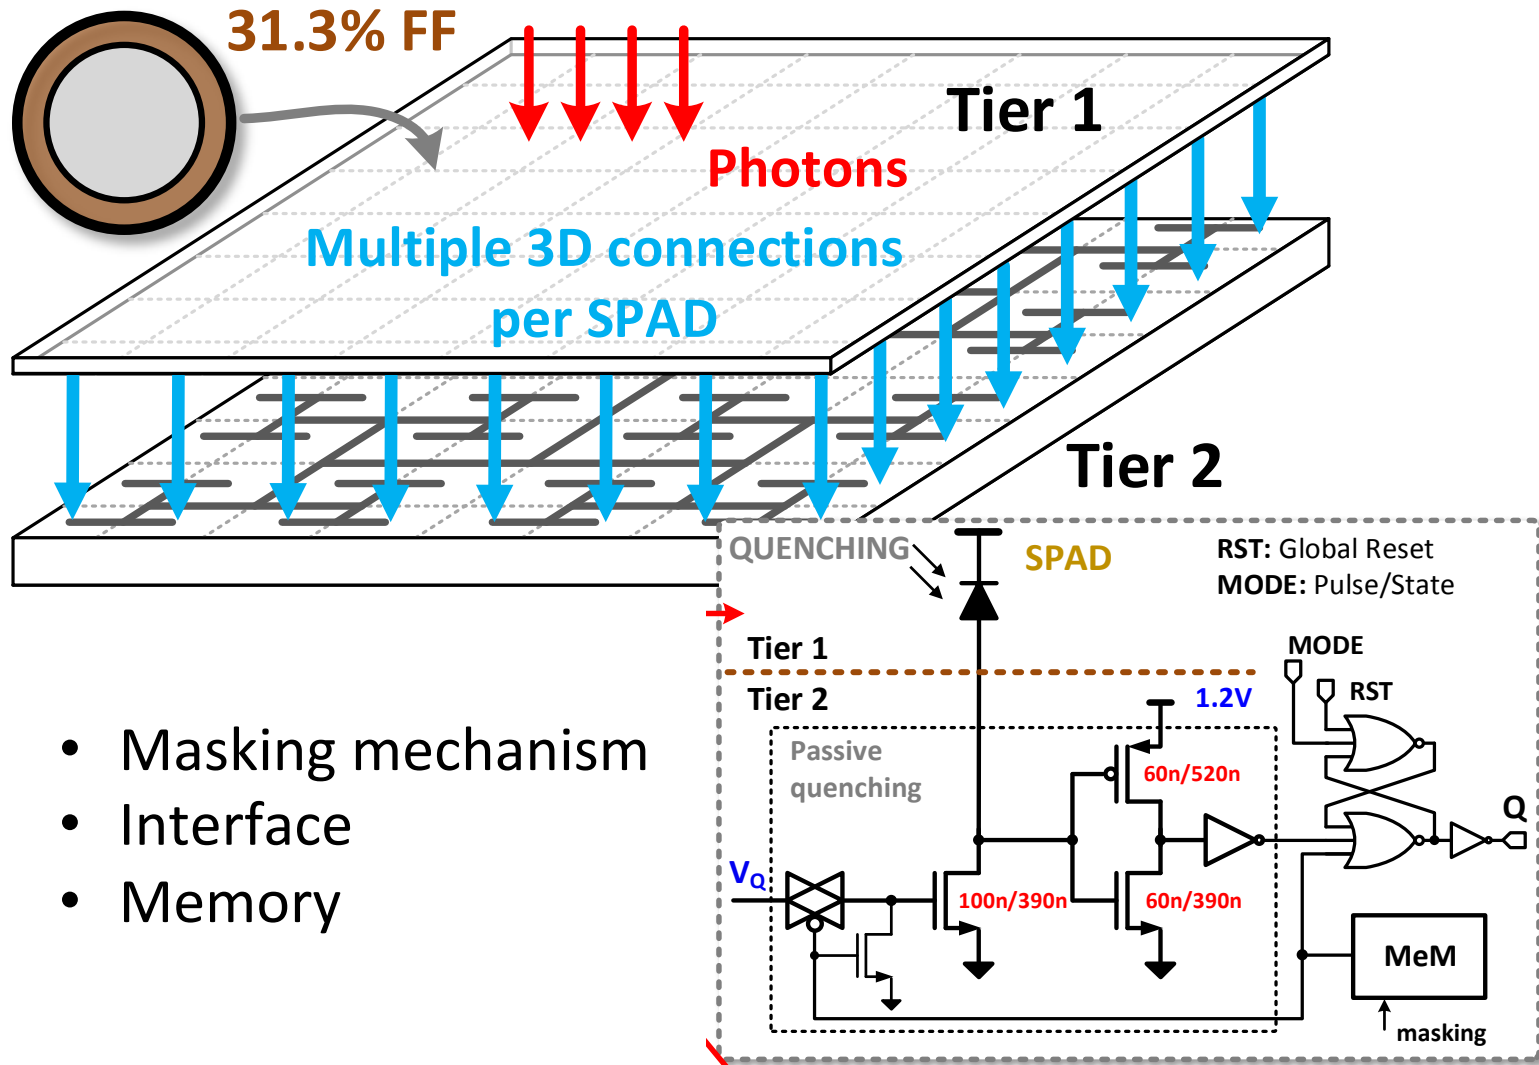 31.3% FF
Tier 1
Photons
Multiple 3D connections
per SPAD
Tier 2
QUENCHING
SPAD
RST: Global Reset
MODE: Pulse/State
Tier 1
MODE
RST
Tier 2
1.2V
Passive
quenching
60n/520n
Q
VQ
100n/390n
60n/390n
MeM
masking
• Masking mechanism
• Interface
• Memory